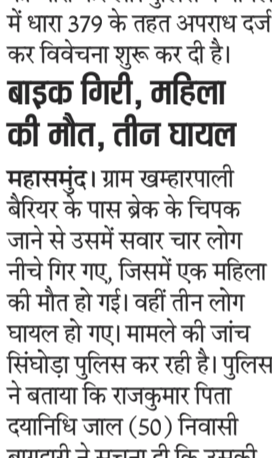 में धारा 379 के तहत अपराध दर्ज
कर विवेचना शुरू कर दी है।
बाइक गिरी, महिला
की मौत, तीन घायल
महासमुंद। ग्राम खम्हारपाली
बैरियर के पास ब्रेक के चिपक
जाने से उसमें सवार चार लोग
नीचे गिर गए, जिसमें एक महिला
की मौत हो गई। वहीं तीन लोग
घायल हो गए। मामले की जांच
सिंघोड़ा पुलिस कर रही है। पुलिस
ने बताया कि राजकुमार पिता
दयानिधि जाल (50) निवासी